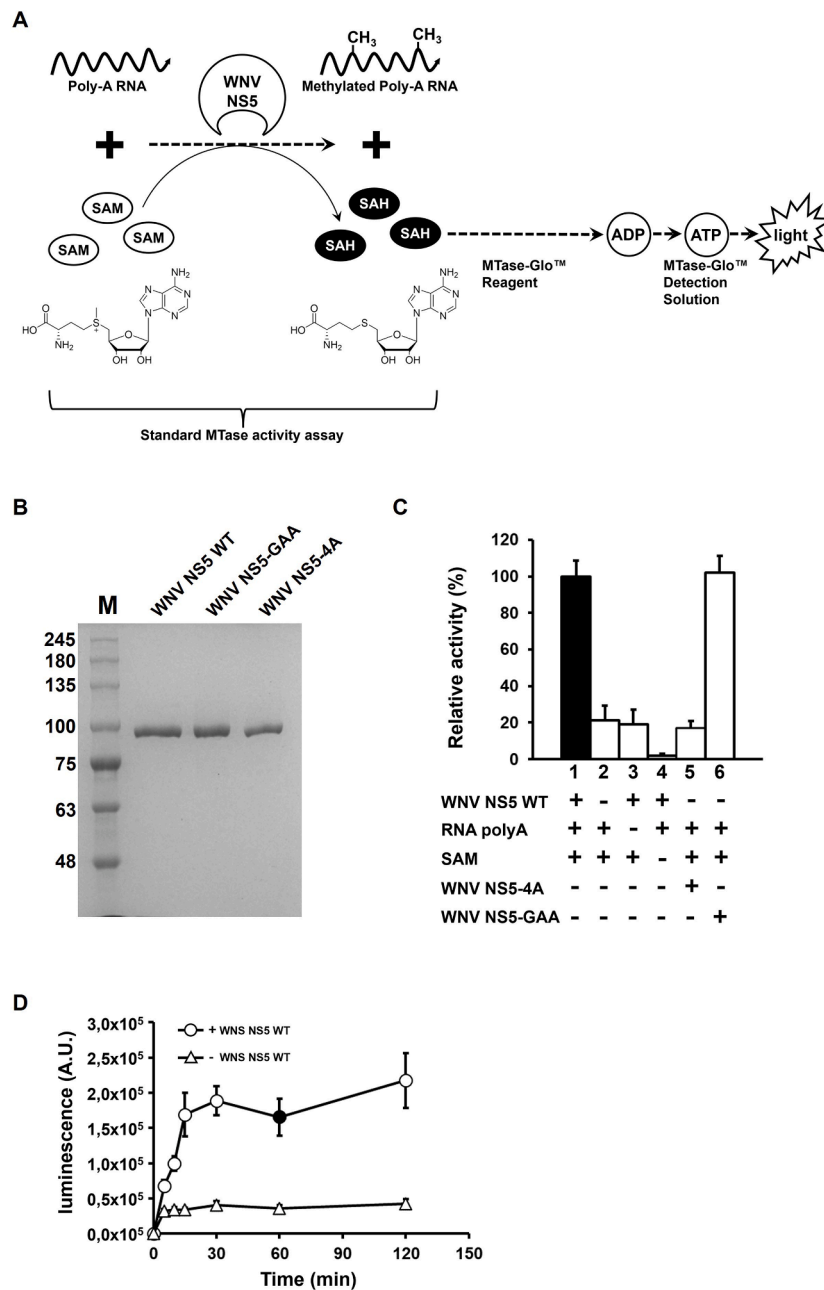 A
CH3 CH3
Poly-A RNA
WNV
NS5
Methylated Poly-A RNA
+ +
SAM
SAM
SAM
SAH
SAH
SAH
ADP
ATP
light
MTase-Glo™
Reagent
MTase-Glo™
Detection
Solution
NH2
N
N
N
N
O
HO
NH2
S
+
O
OH OH
NH2
N
N
N
N
O
HO
NH2
S
O
OH OH
Standard MTase activity assay
B
M
WNV NS5 WT
WNV NS5-GAA
WNV NS5-4A
245
180
135
100
75
63
48
C
Relative activity (%)
120
100
80
60
40
20
0
1 2 3 4 5 6
WNV NS5 WT + - + + - -
RNA polyA + + - + + +
SAM + + + - + +
WNV NS5-4A - - - - + -
WNV NS5-GAA - - - - - +
D
luminescence (A.U.)
3,0x10⁵
2,5x10⁵
2,0x10⁵
1,5x10⁵
1,0x10⁵
0,5x10⁵
0,0x10⁵
+ WNS NS5 WT
- WNS NS5 WT
0 30 60 90 120 150
Time (min)